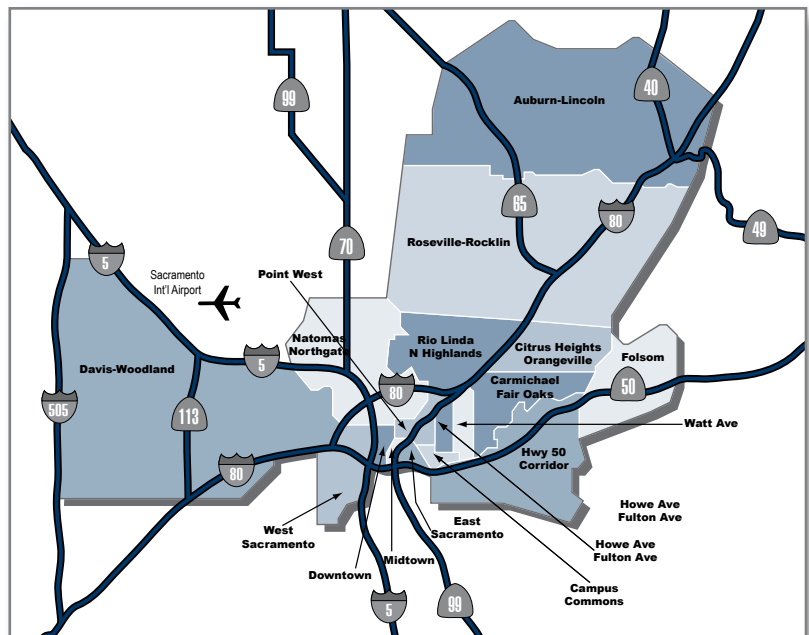 40
99
Auburn-Lincoln
65
80
49
70
Roseville-Rocklin
5
Sacramento
Int'l Airport
Point West
Natomas
Northgate
Rio Linda
N Highlands
Citrus Heights
Orangeville
Folsom
5
Davis-Woodland
Carmichael
Fair Oaks
50
80
505
113
Watt Ave
Hwy 50
Corridor
80
Howe Ave
Fulton Ave
West
Sacramento
East
Sacramento
Howe Ave
Fulton Ave
Midtown
Downtown
Campus
Commons
5
99